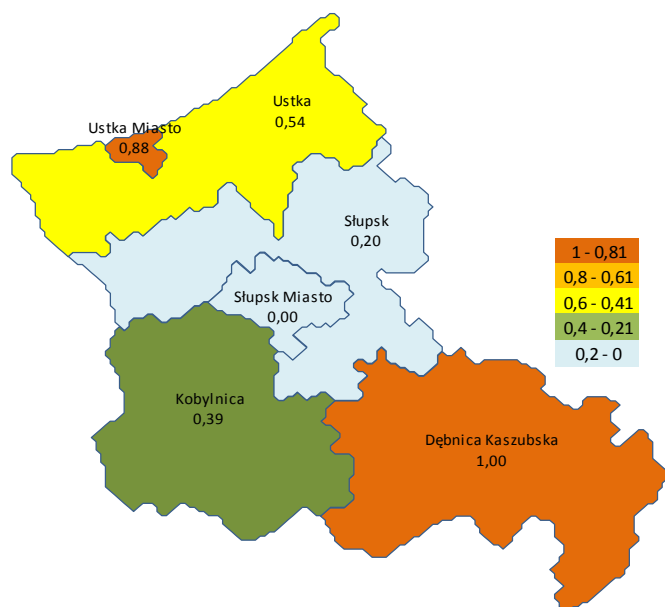 Ustka
0,54
Ustka Miasto
0,88
Słupsk
0,20
Słupsk Miasto
0,00
Kobylnica
0,39
Dębnica Kaszubska
1,00
1 - 0,81
0,8 - 0,61
0,6 - 0,41
0,4 - 0,21
0,2 - 0